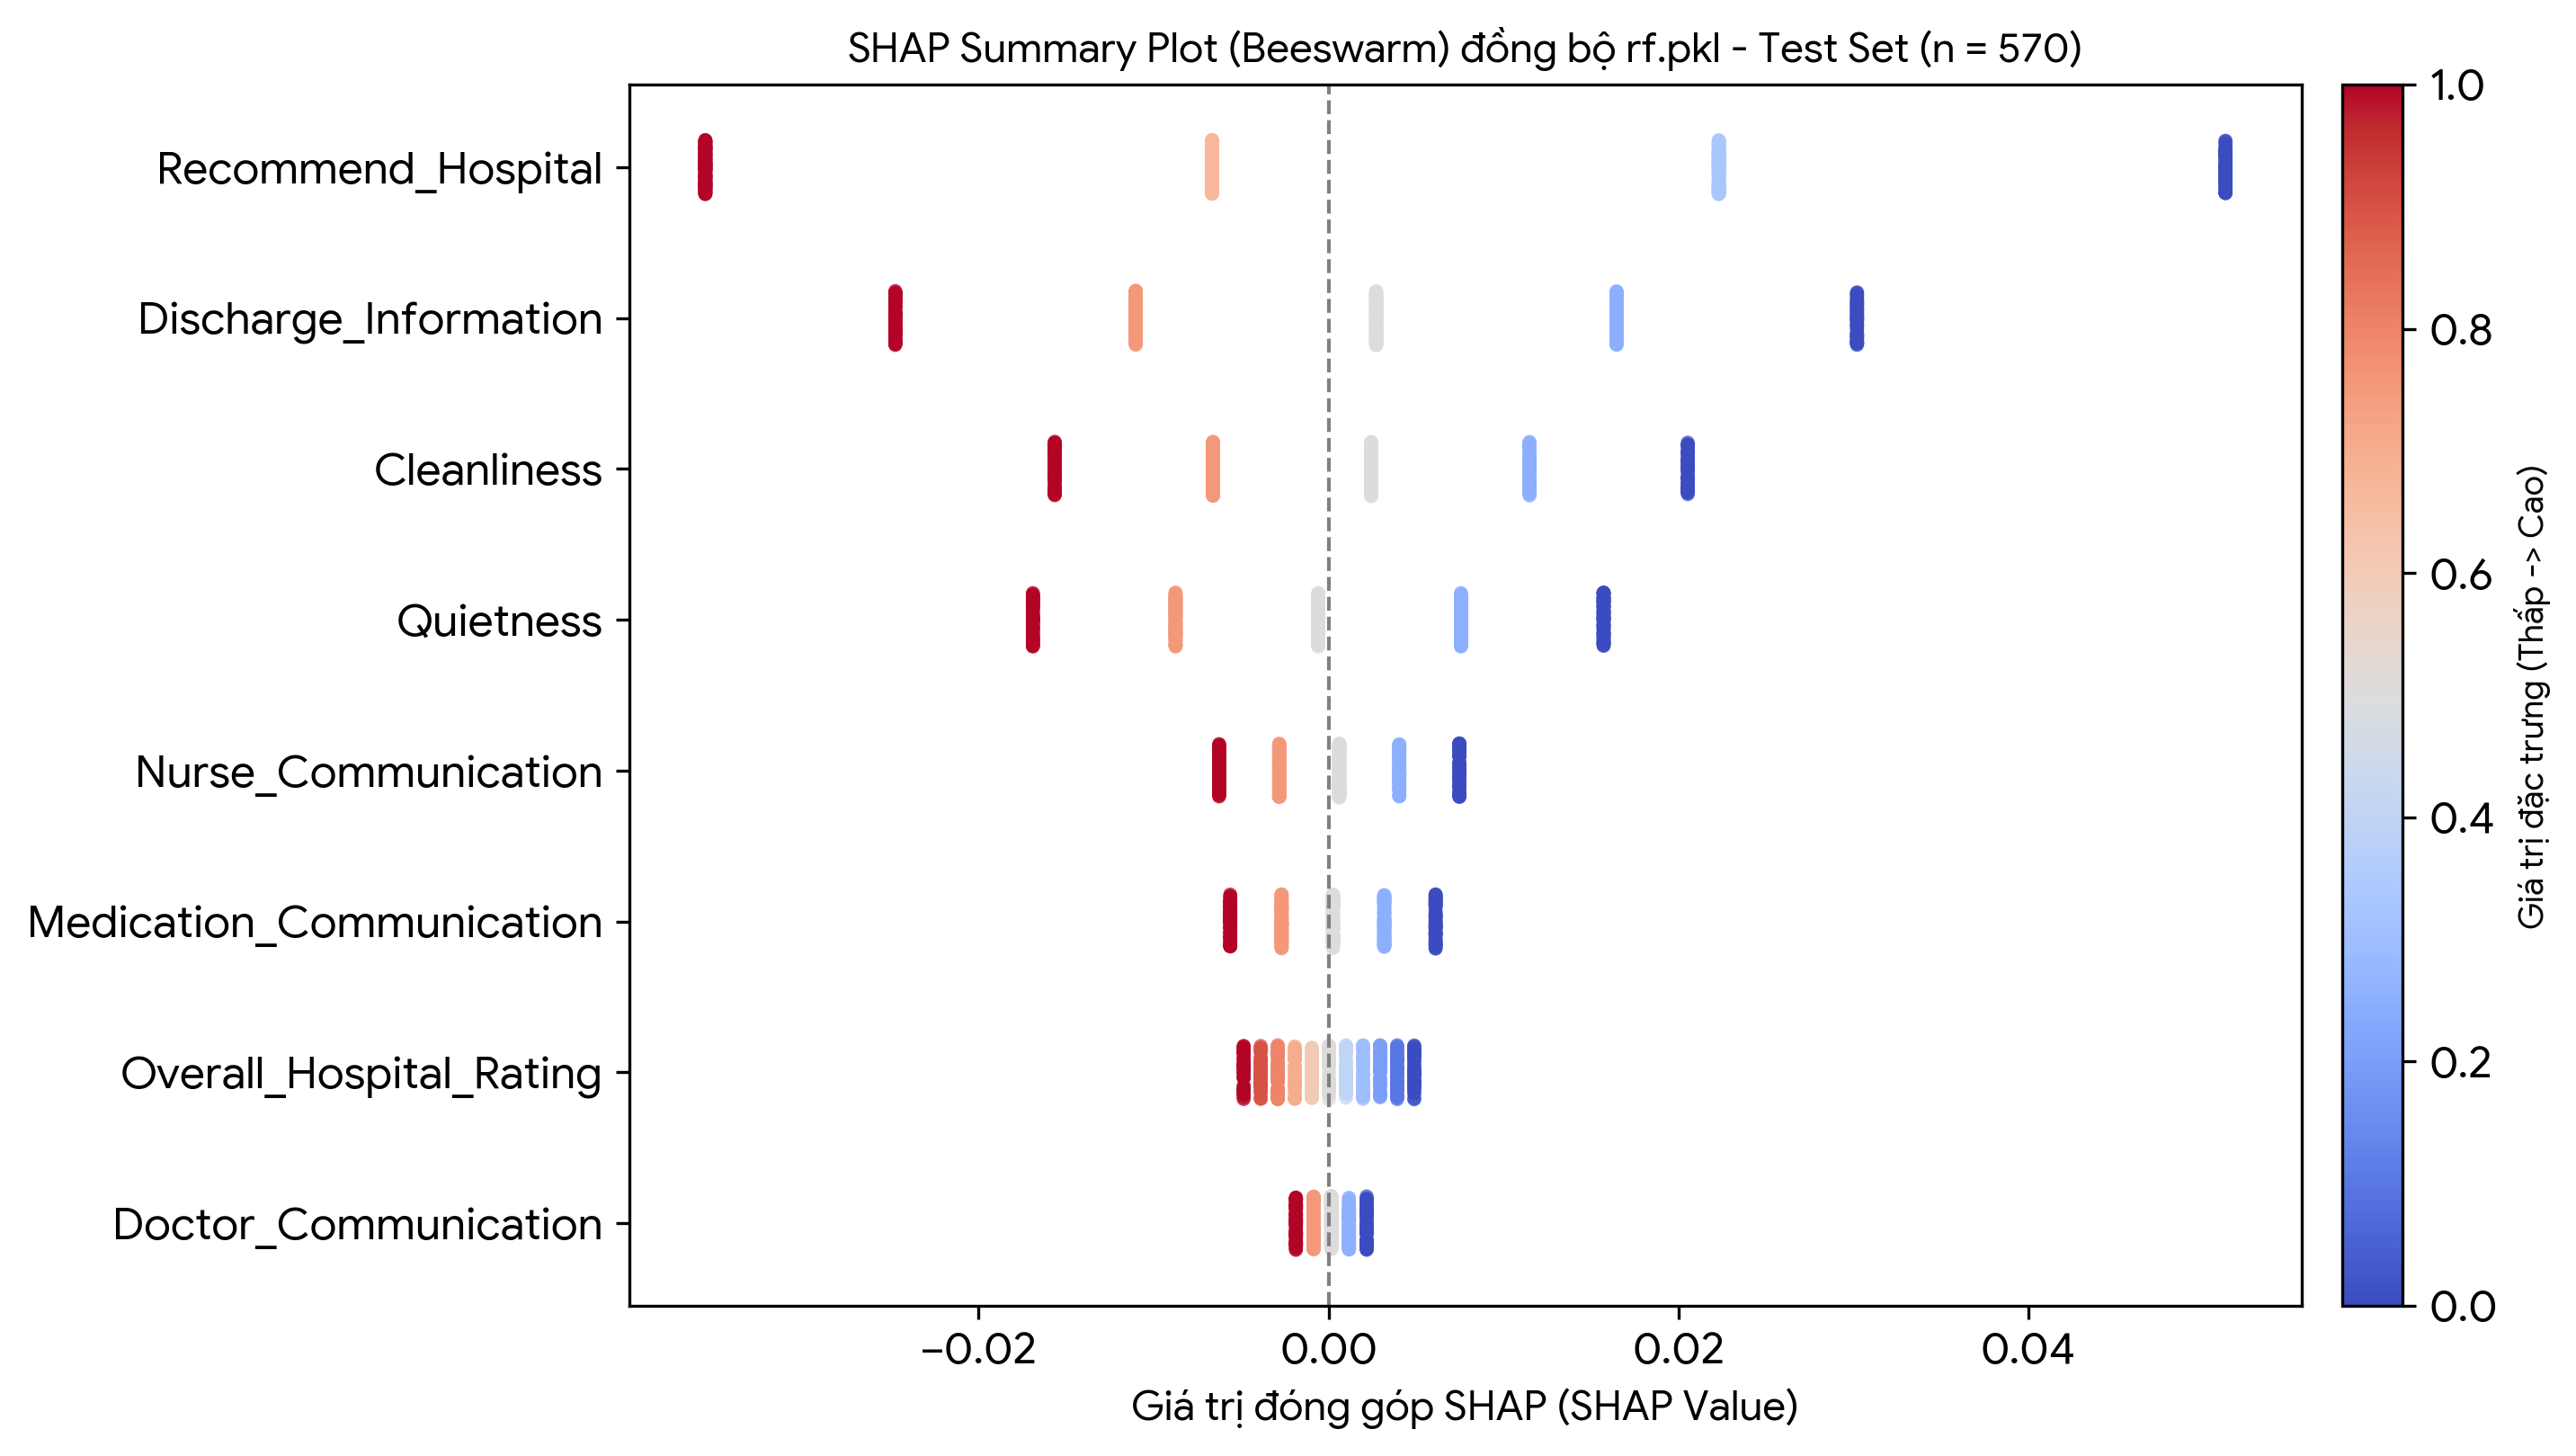 SHAP Summary Plot (Beeswarm) đồng bộ rf.pkl - Test Set (n = 570)
Recommend_Hospital
Discharge_Information
Cleanliness
Quietness
Nurse_Communication
Medication_Communication
Overall_Hospital_Rating
Doctor_Communication
−0.02
0.00
0.02
0.04
Giá trị đóng góp SHAP (SHAP Value)
1.0
0.8
0.6
0.4
0.2
0.0
Giá trị đặc trưng (Thấp -> Cao)